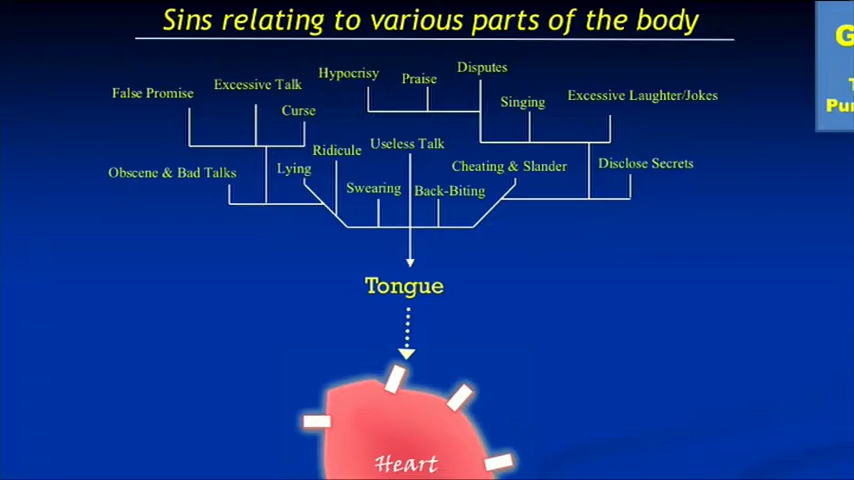 Sins relating to various parts of the body
Hypocrisy
Praise
Disputes
False Promise
Excessive Talk
Curse
Singing
Excessive Laughter/Jokes
Obscene & Bad Talks
Lying
Ridicule
Useless Talk
Cheating & Slander
Disclose Secrets
Swearing
Back-Biting
Tongue
Heart